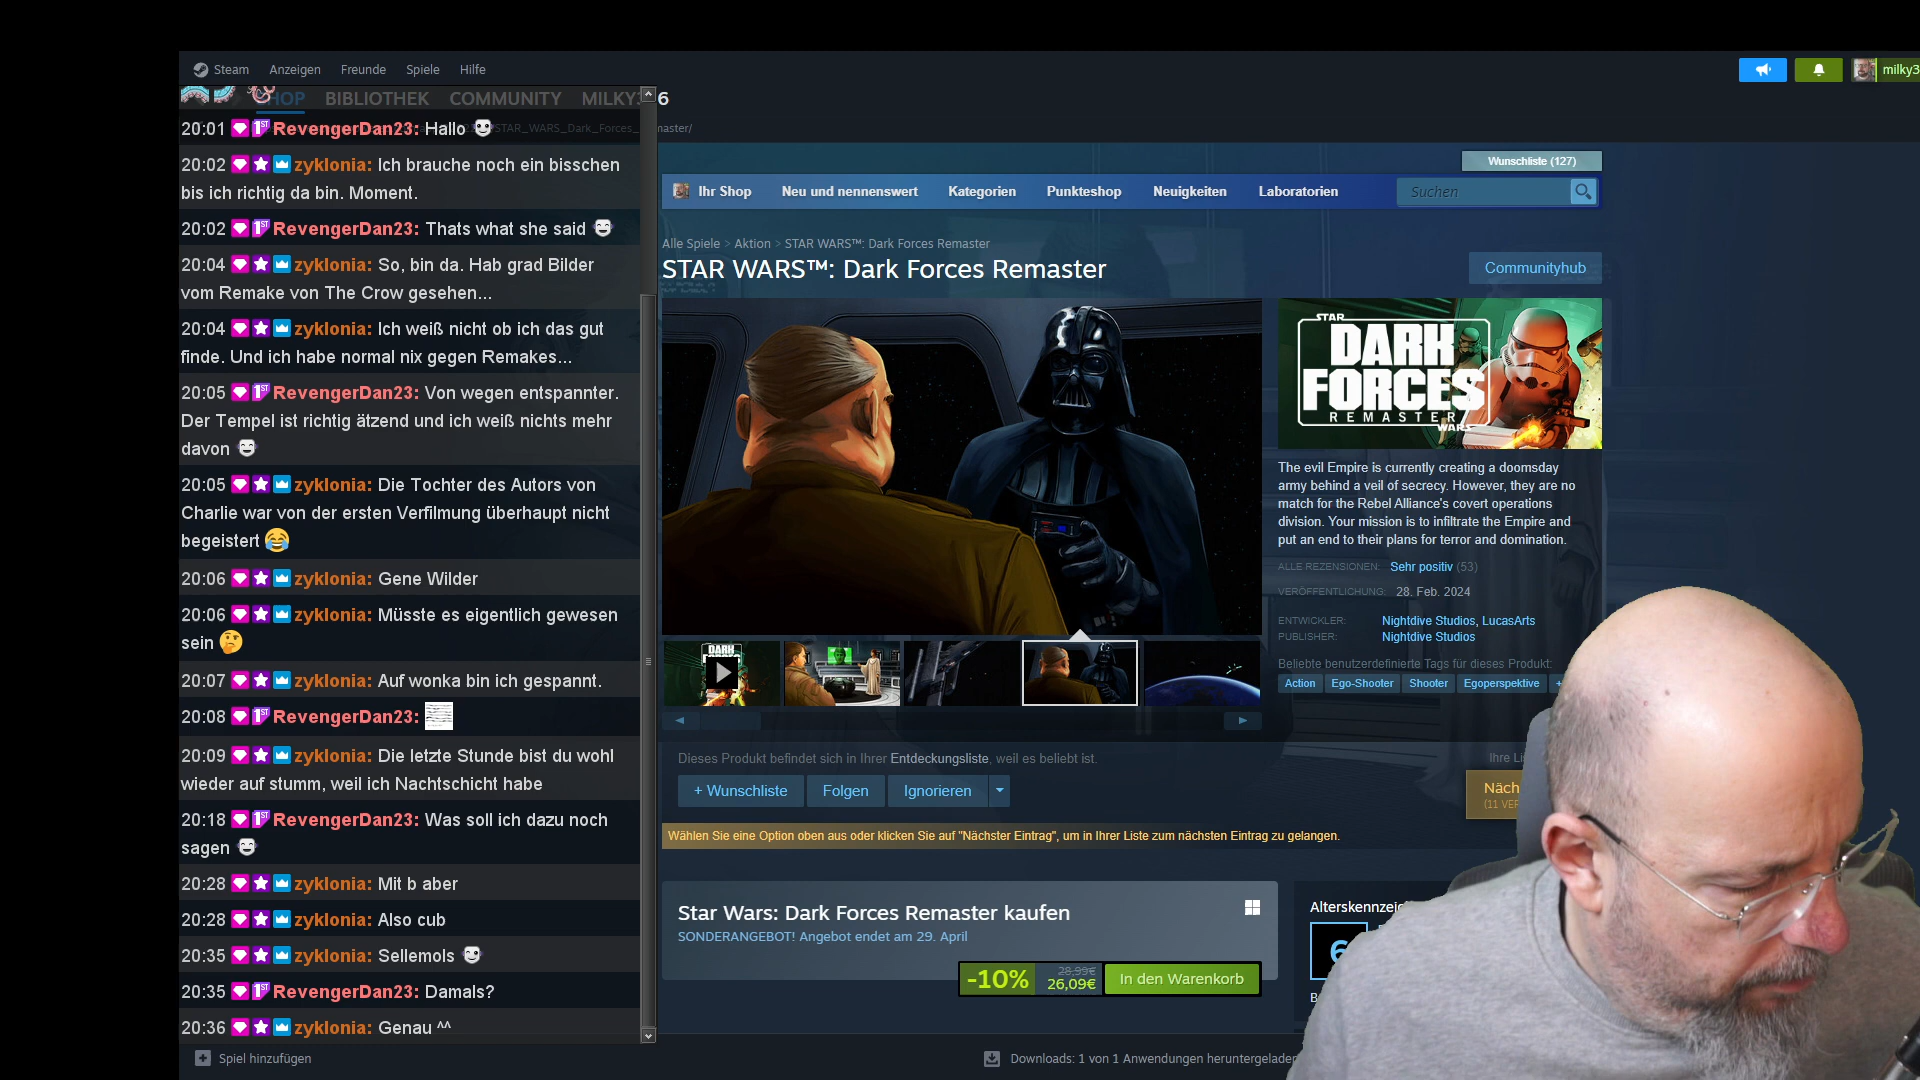 Steam Anzeigen Freunde Spiele Hilfe
milky3
BIBLIOTHEK COMMUNITY
20:01 RevengerDan23: Hallo
20:02 zyklonia: Ich brauche noch ein bisschen
bis ich richtig da bin. Moment.
20:02 RevengerDan23: Thats what she said
20:04 zyklonia: So, bin da. Hab grad Bilder
vom Remake von The Crow gesehen...
20:04 zyklonia: Ich weiß nicht ob ich das gut
finde. Und ich habe normal nix gegen Remakes...
20:05 RevengerDan23: Von wegen entspannter.
Der Tempel ist richtig ätzend und ich weiß nichts mehr
davon
20:05 zyklonia: Die Tochter des Autors von
Charlie war von der ersten Verfilmung überhaupt nicht
begeistert
20:06 zyklonia: Gene Wilder
20:06 zyklonia: Müsste es eigentlich gewesen
sein
20:07 zyklonia: Auf wonka bin ich gespannt.
20:08 RevengerDan23:
20:09 zyklonia: Die letzte Stunde bist du wohl
wieder auf stumm, weil ich Nachtschicht habe
20:18 RevengerDan23: Was soll ich dazu noch
sagen
20:28 zyklonia: Mit b aber
20:28 zyklonia: Also cub
20:35 zyklonia: Sellemols
20:35 RevengerDan23: Damals?
20:36 zyklonia: Genau ^^
Wunschliste (127)
Ihr Shop Neu und nennenswert Kategorien Punkteshop Neuigkeiten Laboratorien Suchen
Alle Spiele > Aktion > STAR WARS™: Dark Forces Remaster
STAR WARS™: Dark Forces Remaster
Communityhub
STAR
DARK
FORCES
REMASTER
WARS
The evil Empire is currently creating a doomsday
army behind a veil of secrecy. However, they are no
match for the Rebel Alliance's covert operations
division. Your mission is to infiltrate the Empire and
put an end to their plans for terror and domination.
ALLE REZENSIONEN: Sehr positiv (53)
VERÖFFENTLICHUNG: 28. Feb. 2024
ENTWICKLER: Nightdive Studios, LucasArts
PUBLISHER: Nightdive Studios
Beliebte benutzerdefinierte Tags für dieses Produkt:
Action Ego-Shooter Shooter Egoperspektive
DARK
Dieses Produkt befindet sich in Ihrer Entdeckungsliste, weil es beliebt ist.
+ Wunschliste Folgen Ignorieren
Wählen Sie eine Option oben aus oder klicken Sie auf "Nächster Eintrag", um in Ihrer Liste zum nächsten Eintrag zu gelangen.
Star Wars: Dark Forces Remaster kaufen
SONDERANGEBOT! Angebot endet am 29. April
-10% 28,99€ 26,09€ In den Warenkorb
6
Spiel hinzufügen
Downloads: 1 von 1 Anwendungen